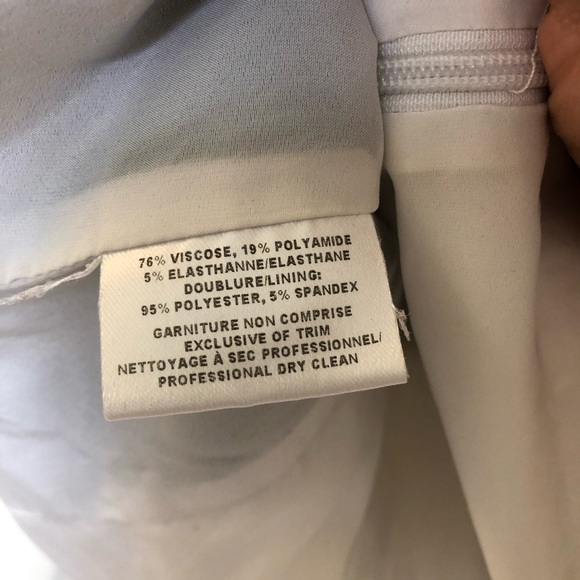 76% VISCOSE, 19% POLYAMIDE
5% ELASTHANNE/ELASTHANE
DOUBLURE/LINING:
95% POLYESTER, 5% SPANDEX
GARNITURE NON COMPRISE
EXCLUSIVE OF TRIM
NETTOYAGE À SEC PROFESSIONNEL/
PROFESSIONAL DRY CLEAN